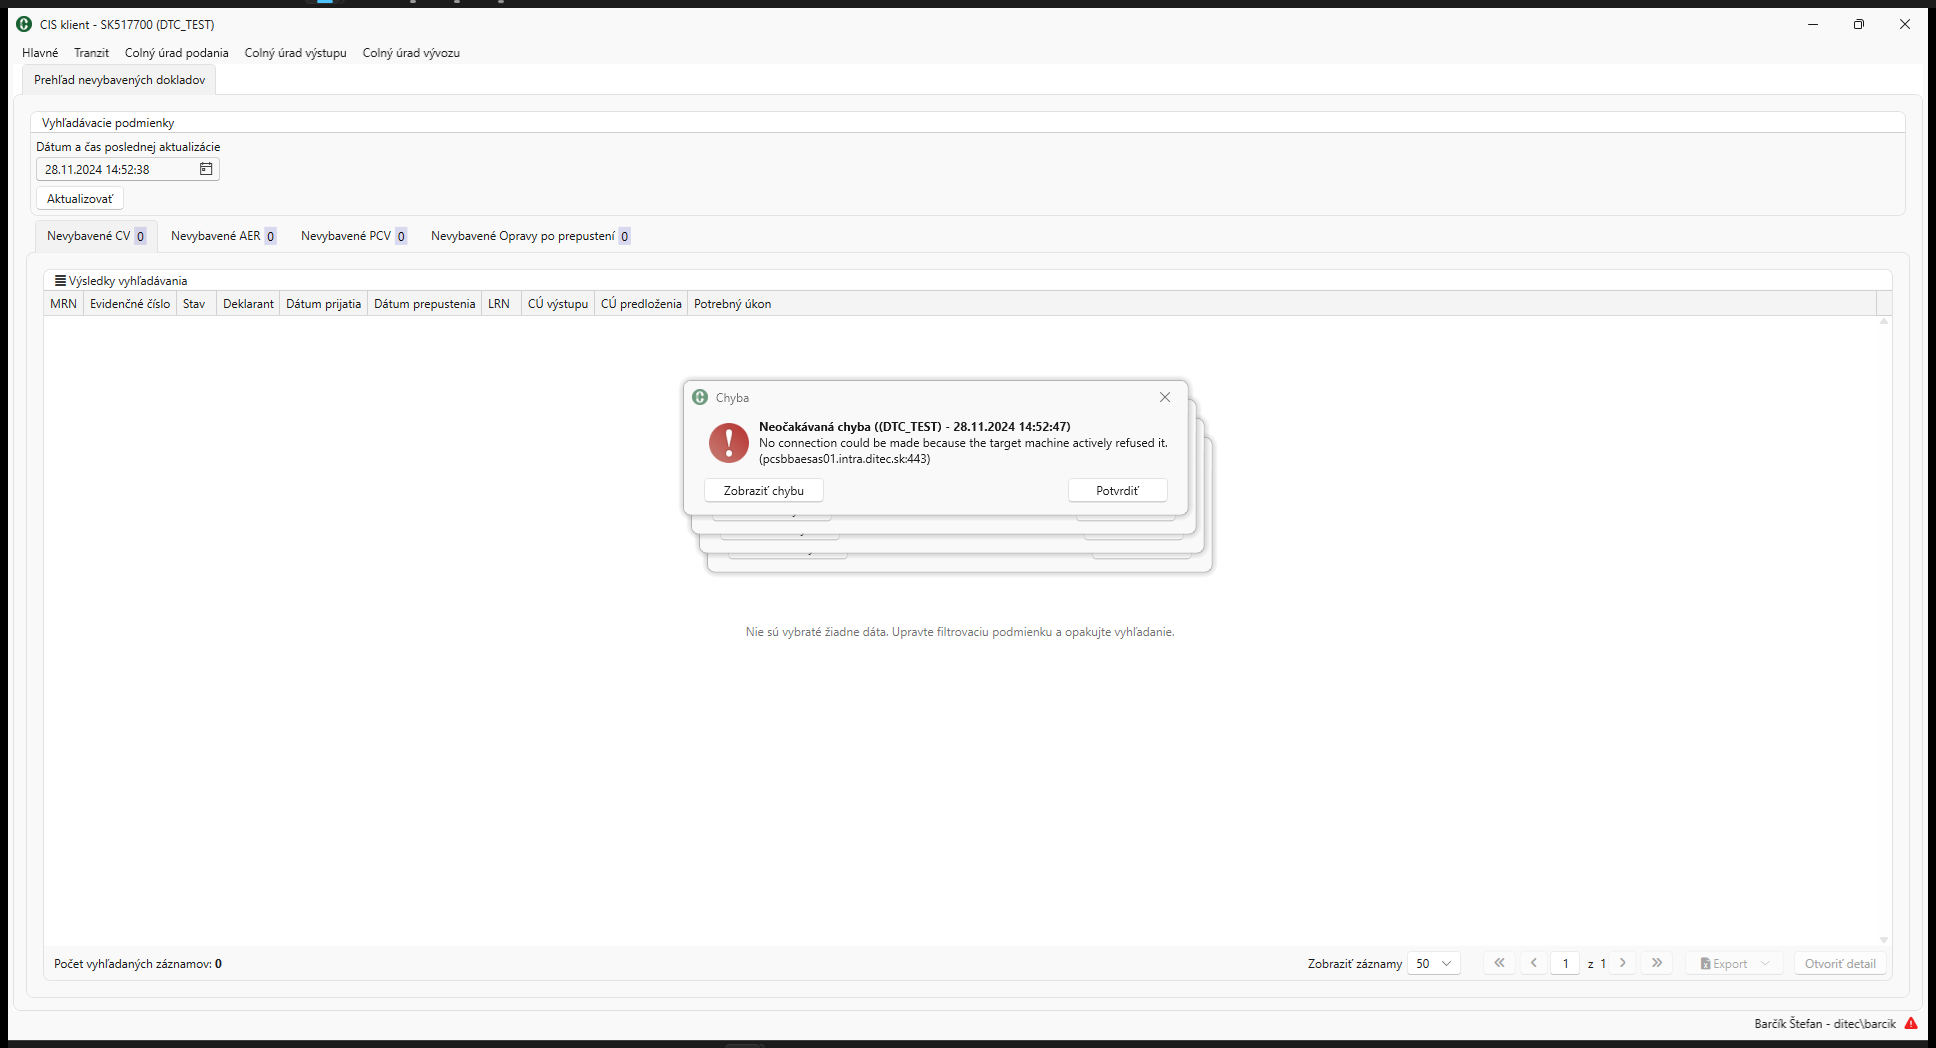 CIS klient - SK517700 (DTC_TEST)
Hlavné Tranzit Colný úrad podania Colný úrad výstupu Colný úrad vývozu
Prehľad nevybavených dokladov
Vyhľadávacie podmienky
Dátum a čas poslednej aktualizácie
28.11.2024 14:52:38
Aktualizovať
Nevybavené CV 0 Nevybavené AER 0 Nevybavené PCV 0 Nevybavené Opravy po prepustení 0
Výsledky vyhľadávania
MRN Evidenčné číslo Stav Deklarant Dátum prijatia Dátum prepustenia LRN CÚ výstupu CÚ predloženia Potrebný úkon
Chyba
Neočakávaná chyba ((DTC_TEST) - 28.11.2024 14:52:47)
No connection could be made because the target machine actively refused it.
(pcsbbaesas01.intra.ditec.sk:443)
Zobraziť chybu Potvrdiť
Nie sú vybraté žiadne dáta. Upravte filtrovaciu podmienku a opakujte vyhľadanie.
Počet vyhľadaných záznamov: 0 Zobraziť záznamy 50 1 z 1 Export Otvoriť detail
Barčík Štefan - ditec\barcik